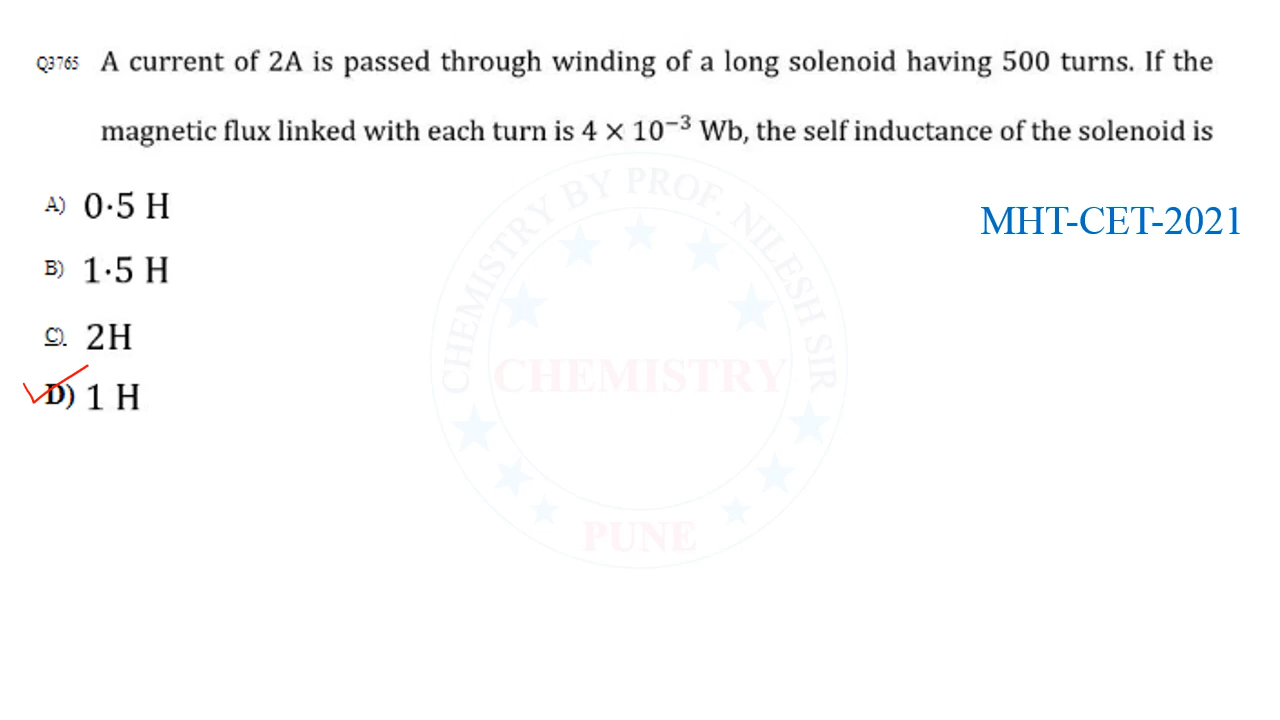 Q3765 A current of 2A is passed through winding of a long solenoid having 500 turns. If the
magnetic flux linked with each turn is 4 × 10⁻³ Wb, the self inductance of the solenoid is
A) 0·5 H
MHT-CET-2021
B) 1·5 H
C). 2H
D) 1 H
CHEMISTRY BY PROF. NILESH SIR
CHEMISTRY
PUNE